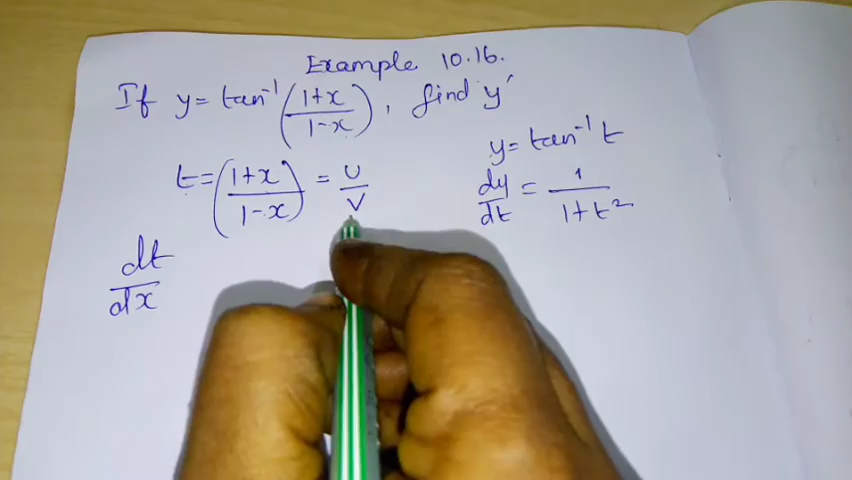 Example 10.16.
If y = tan⁻¹ ((1+x)/(1-x)), find y'
t = ((1+x)/(1-x)) = U/V
dt/dx
y = tan⁻¹ t
dy/dt = 1/(1+t²)